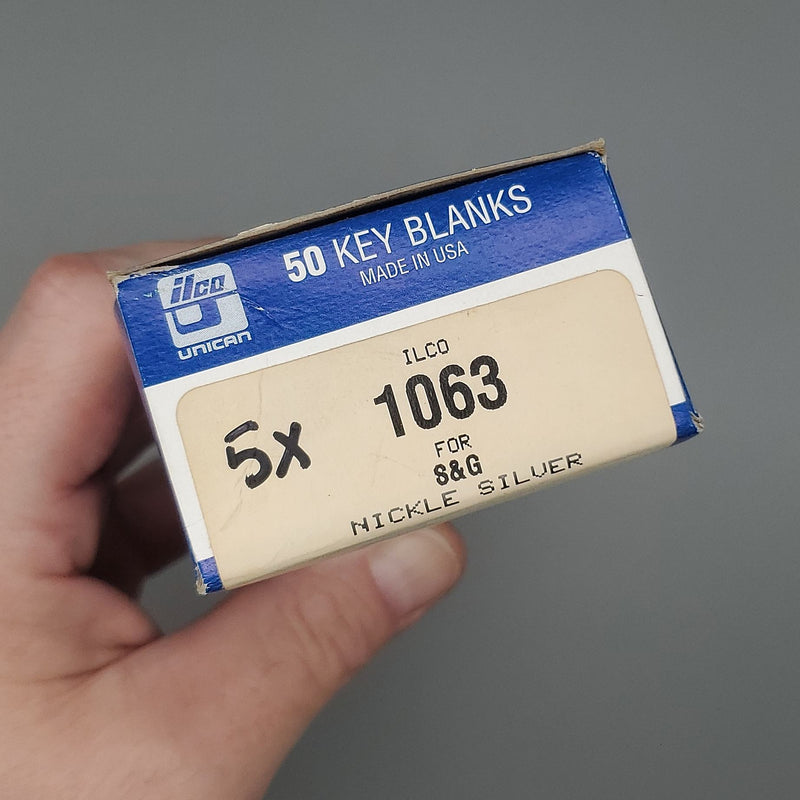 50 KEY BLANKS
MADE IN USA
ilco
UNICAN
ILCO
1063
5x
FOR
S&G
NICKLE SILVER